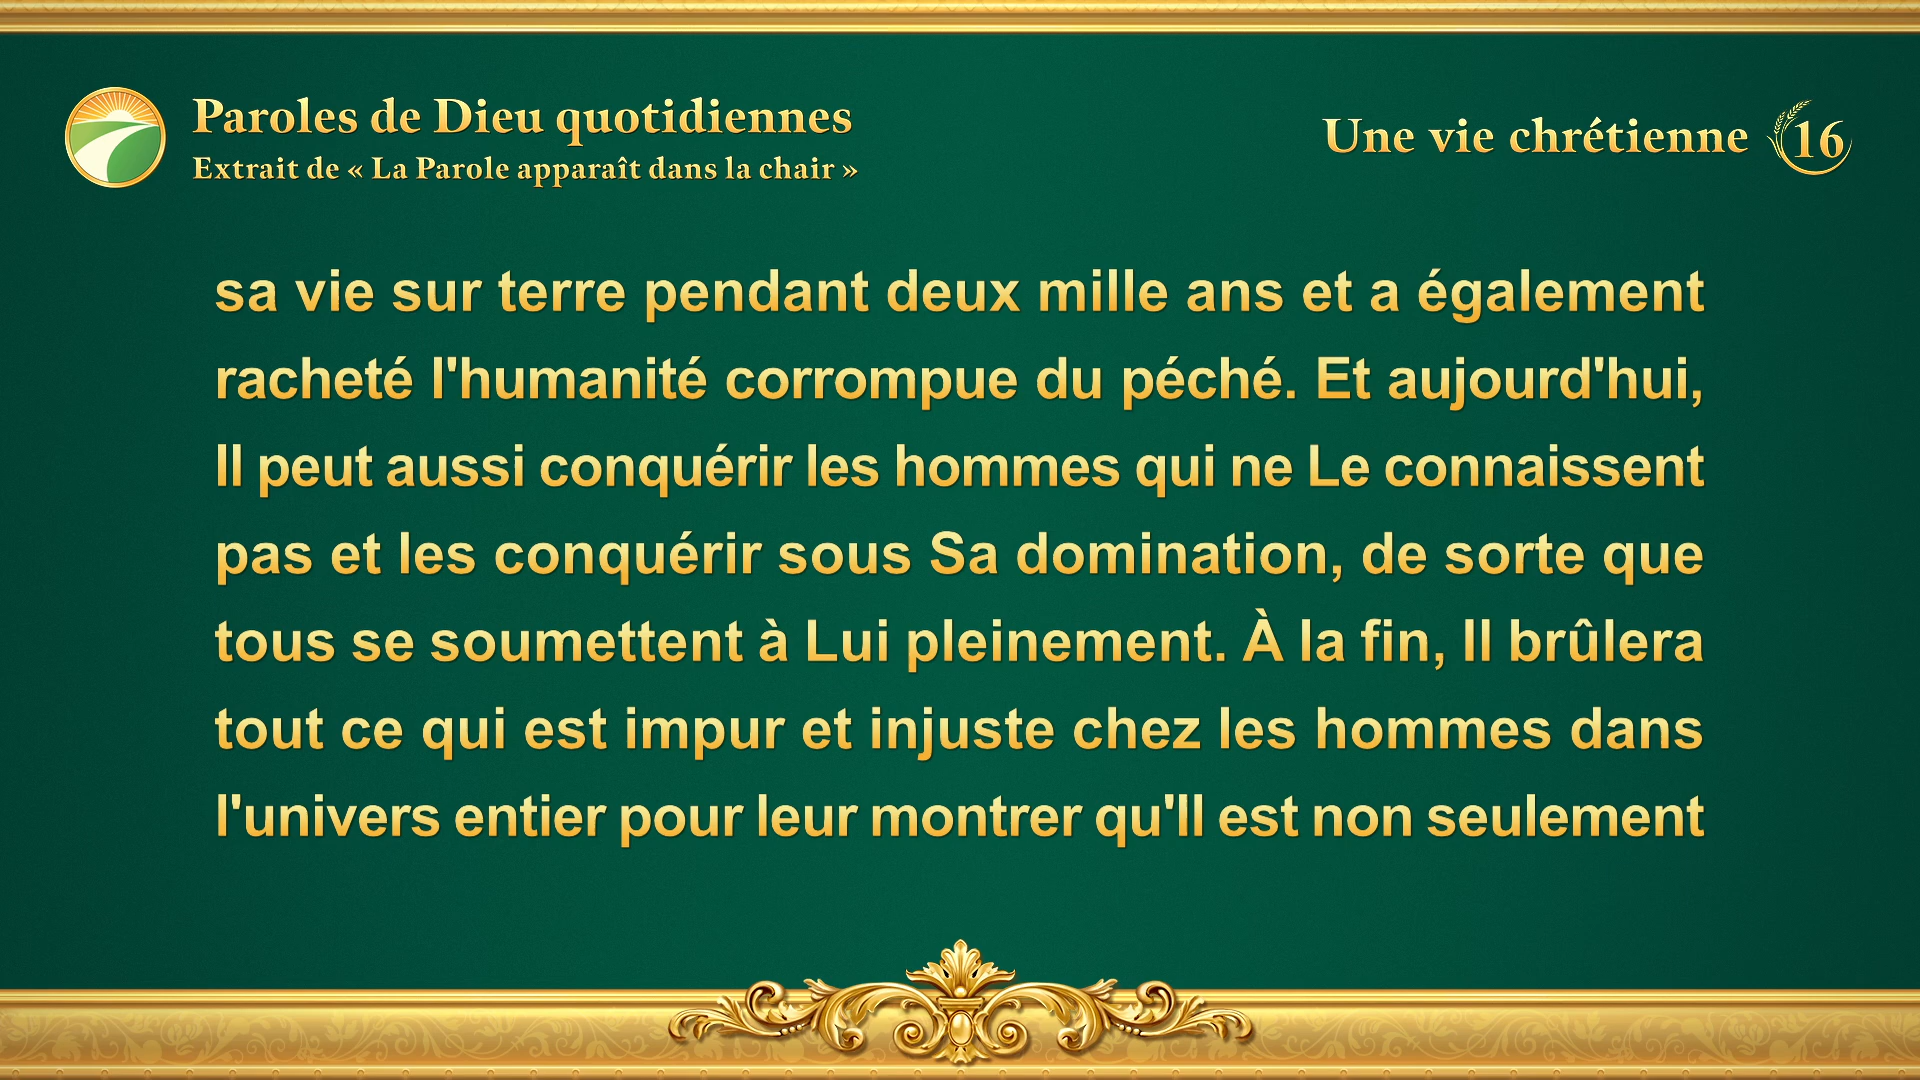 Paroles de Dieu quotidiennes
Extrait de « La Parole apparaît dans la chair »
Une vie chrétienne 16
sa vie sur terre pendant deux mille ans et a également
racheté l'humanité corrompue du péché. Et aujourd'hui,
Il peut aussi conquérir les hommes qui ne Le connaissent
pas et les conquérir sous Sa domination, de sorte que
tous se soumettent à Lui pleinement. À la fin, Il brûlera
tout ce qui est impur et injuste chez les hommes dans
l'univers entier pour leur montrer qu'Il est non seulement